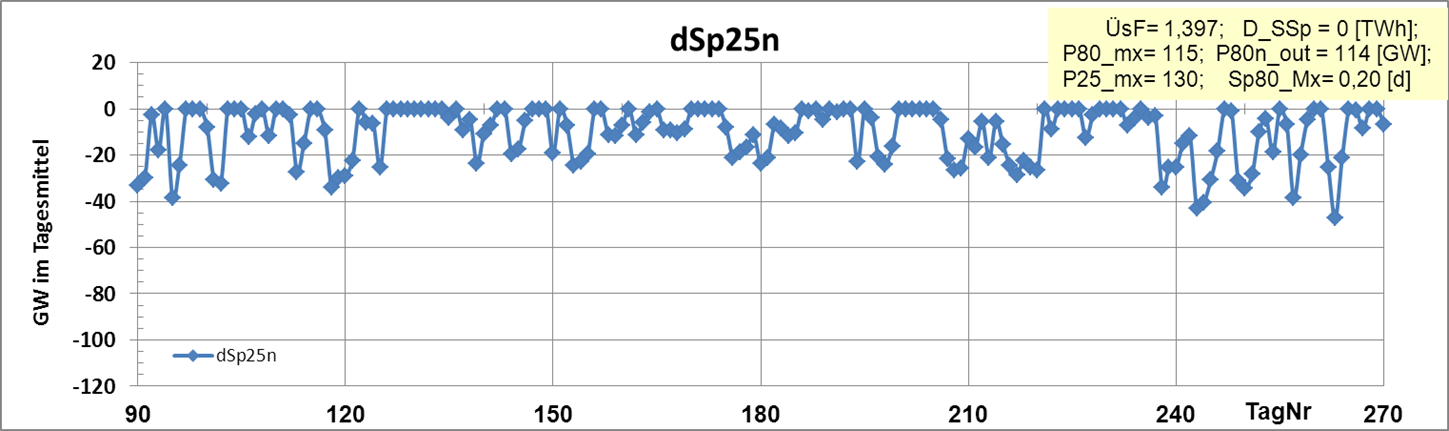 dSp25n
ÜsF= 1,397; D_SSp = 0 [TWh];
P80_mx= 115; P80n_out = 114 [GW];
P25_mx= 130; Sp80_Mx= 0,20 [d]
GW im Tagesmittel
20
0
-20
-40
-60
-80
-100
-120
dSp25n
90 120 150 180 210 240 TagNr 270